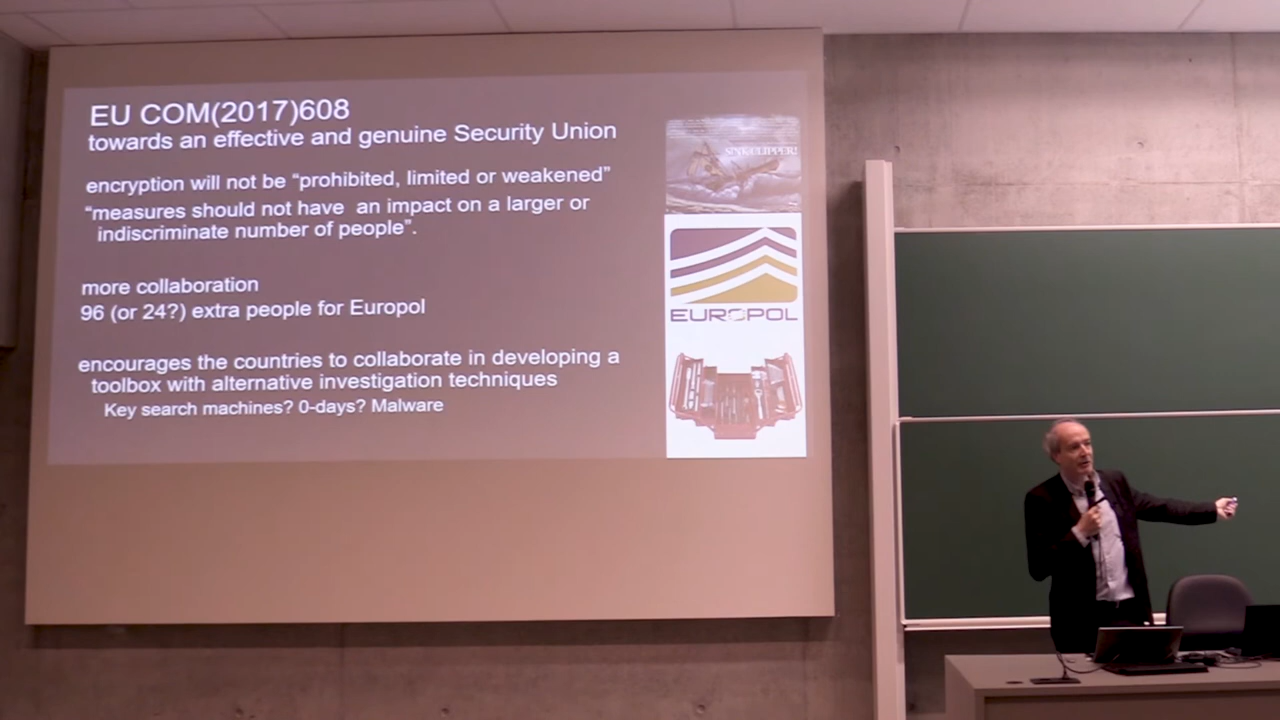 EU COM(2017)608
towards an effective and genuine Security Union
encryption will not be “prohibited, limited or weakened”
“measures should not have an impact on a larger or
indiscriminate number of people”.
more collaboration
96 (or 24?) extra people for Europol
encourages the countries to collaborate in developing a
toolbox with alternative investigation techniques
Key search machines? 0-days? Malware
SINK CLIPPER!
EUROPOL